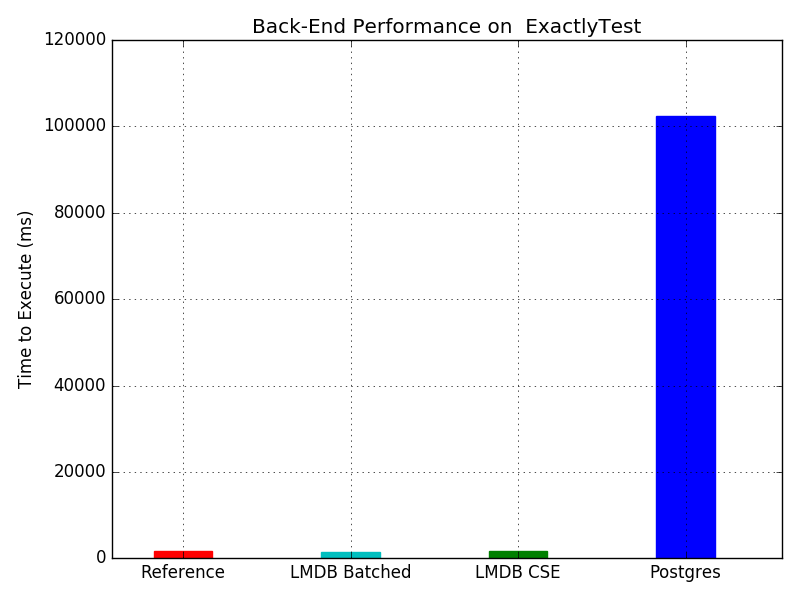 Back-End Performance on  ExactlyTest
120000
100000
80000
60000
40000
20000
0
Time to Execute (ms)
Reference
LMDB Batched
LMDB CSE
Postgres